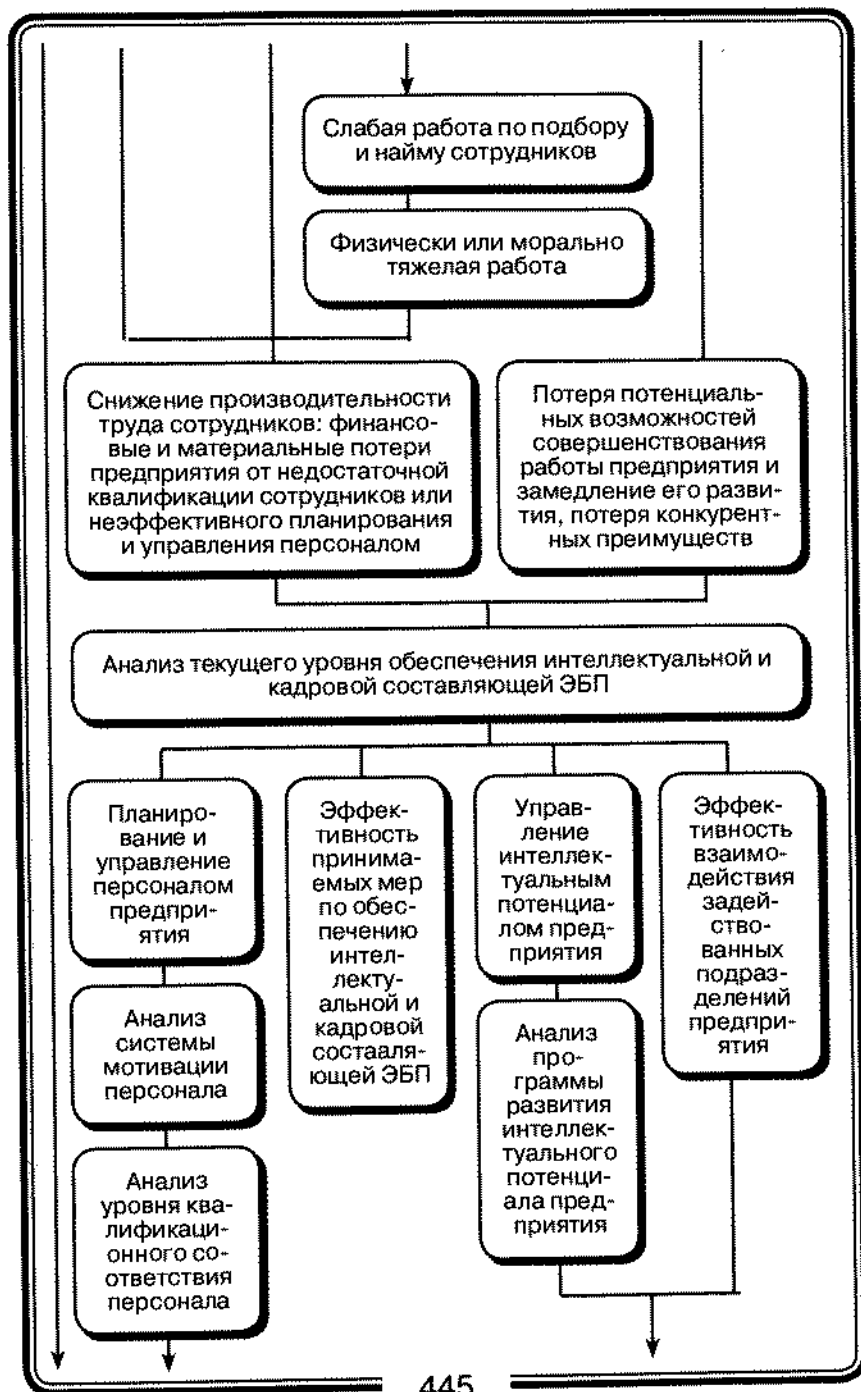 Слабая работа по подбору
и найму сотрудников
Физически или морально
тяжелая работа
Снижение производительности
труда сотрудников: финансо-
вые и материальные потери
предприятия от недостаточной
квалификации сотрудников или
неэффективного планирования
и управления персоналом
Потеря потенциаль-
ных возможностей
совершенствования
работы предприятия и
замедление его разви-
тия, потеря конкурент-
ных преимуществ
Анализ текущего уровня обеспечения интеллектуальной и
кадровой составляющей ЭБП
Планиро-
вание и
управление
персоналом
предпри-
ятия
Анализ
системы
мотивации
персонала
Анализ
уровня ква-
лификаци-
онного со-
ответствия
персонала
Эффек-
тивность
принима-
емых мер
по обес-
печению
интел-
лекту-
альной и
кадровой
состааля-
ющей ЭБП
Управ-
ление
интеллек-
туальным
потенциа-
лом пред-
приятия
Анализ
про-
граммы
развития
интеллек-
туального
потенци-
ала пред-
приятия
Эффек-
тивность
взаимо-
действия
задей-
ство-
ванных
подраз-
делений
предпри-
ятия
445